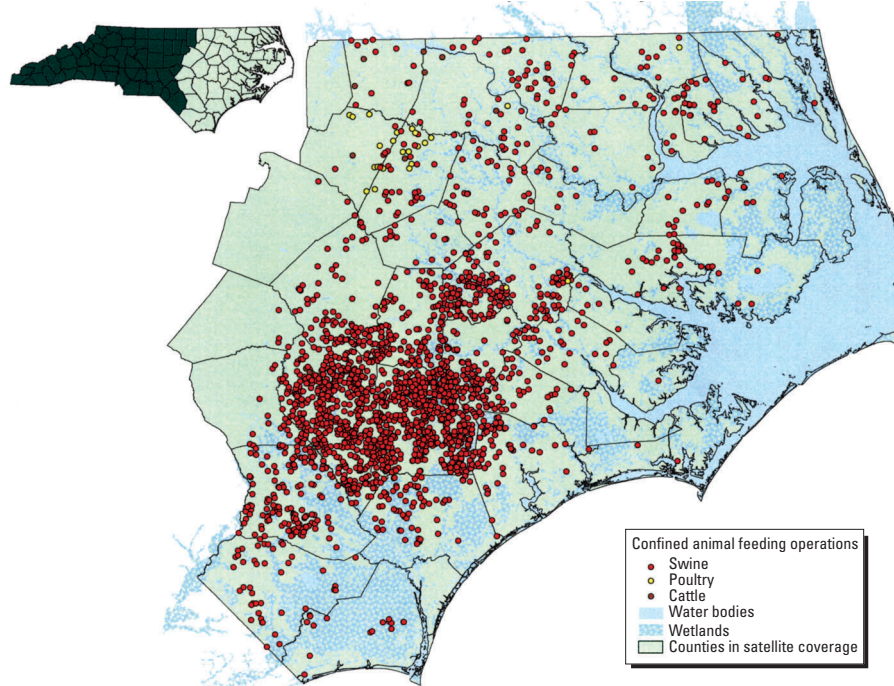 Confined animal feeding operations
Swine
Poultry
Cattle
Water bodies
Wetlands
Counties in satellite coverage